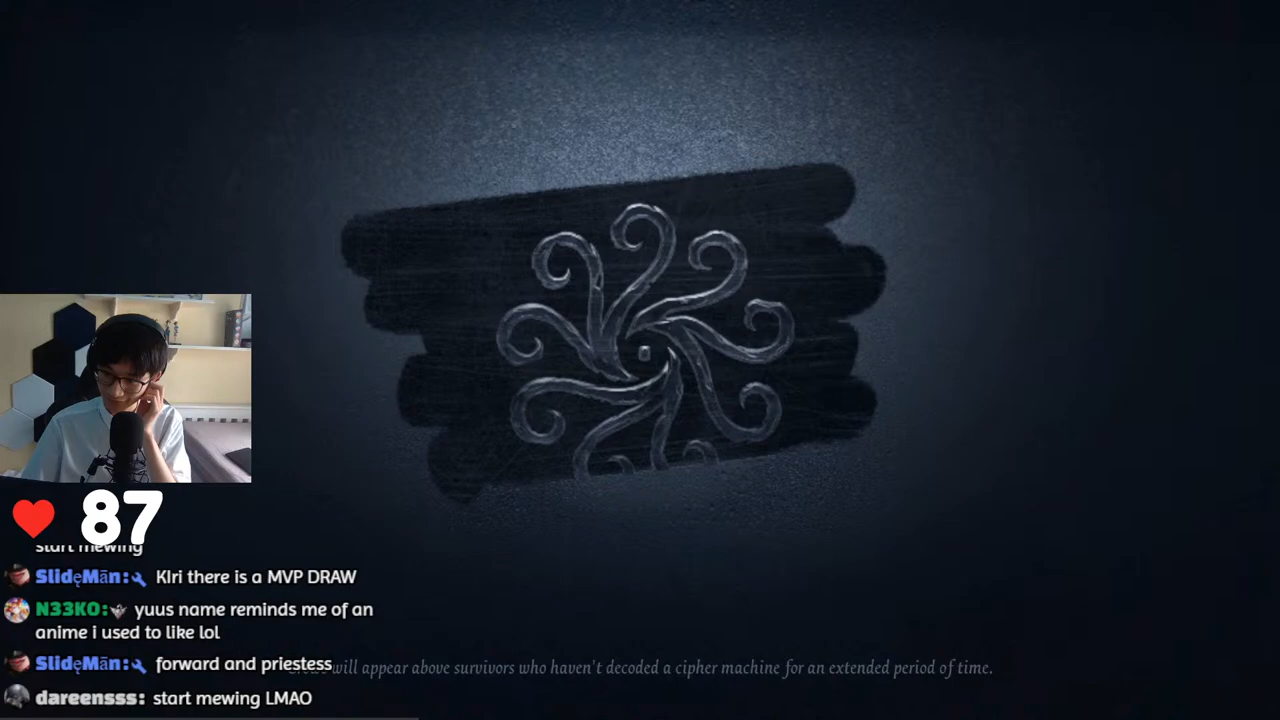 87
start mewing
SlidęMān: KIri there is a MVP DRAW
N33KO: yuus name reminds me of an
anime i used to like lol
SlidęMān: forward and priestess
will appear above survivors who haven't decoded a cipher machine for an extended period of time.
dareensss: start mewing LMAO